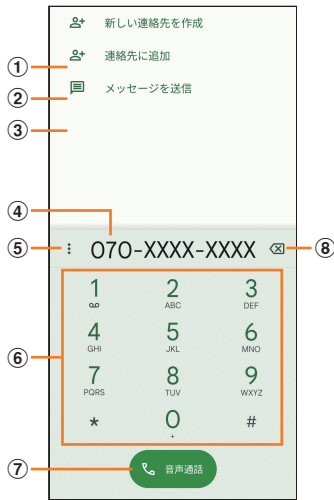 新しい連絡先を作成
① 連絡先に追加
② メッセージを送信
③
④
⑤ 070-XXXX-XXXX ⑧
1 2 3
ABC DEF
4 5 6
GHI JKL MNO
⑥
7 8 9
PQRS TUV WXYZ
* 0 #
+
⑦ 音声通話